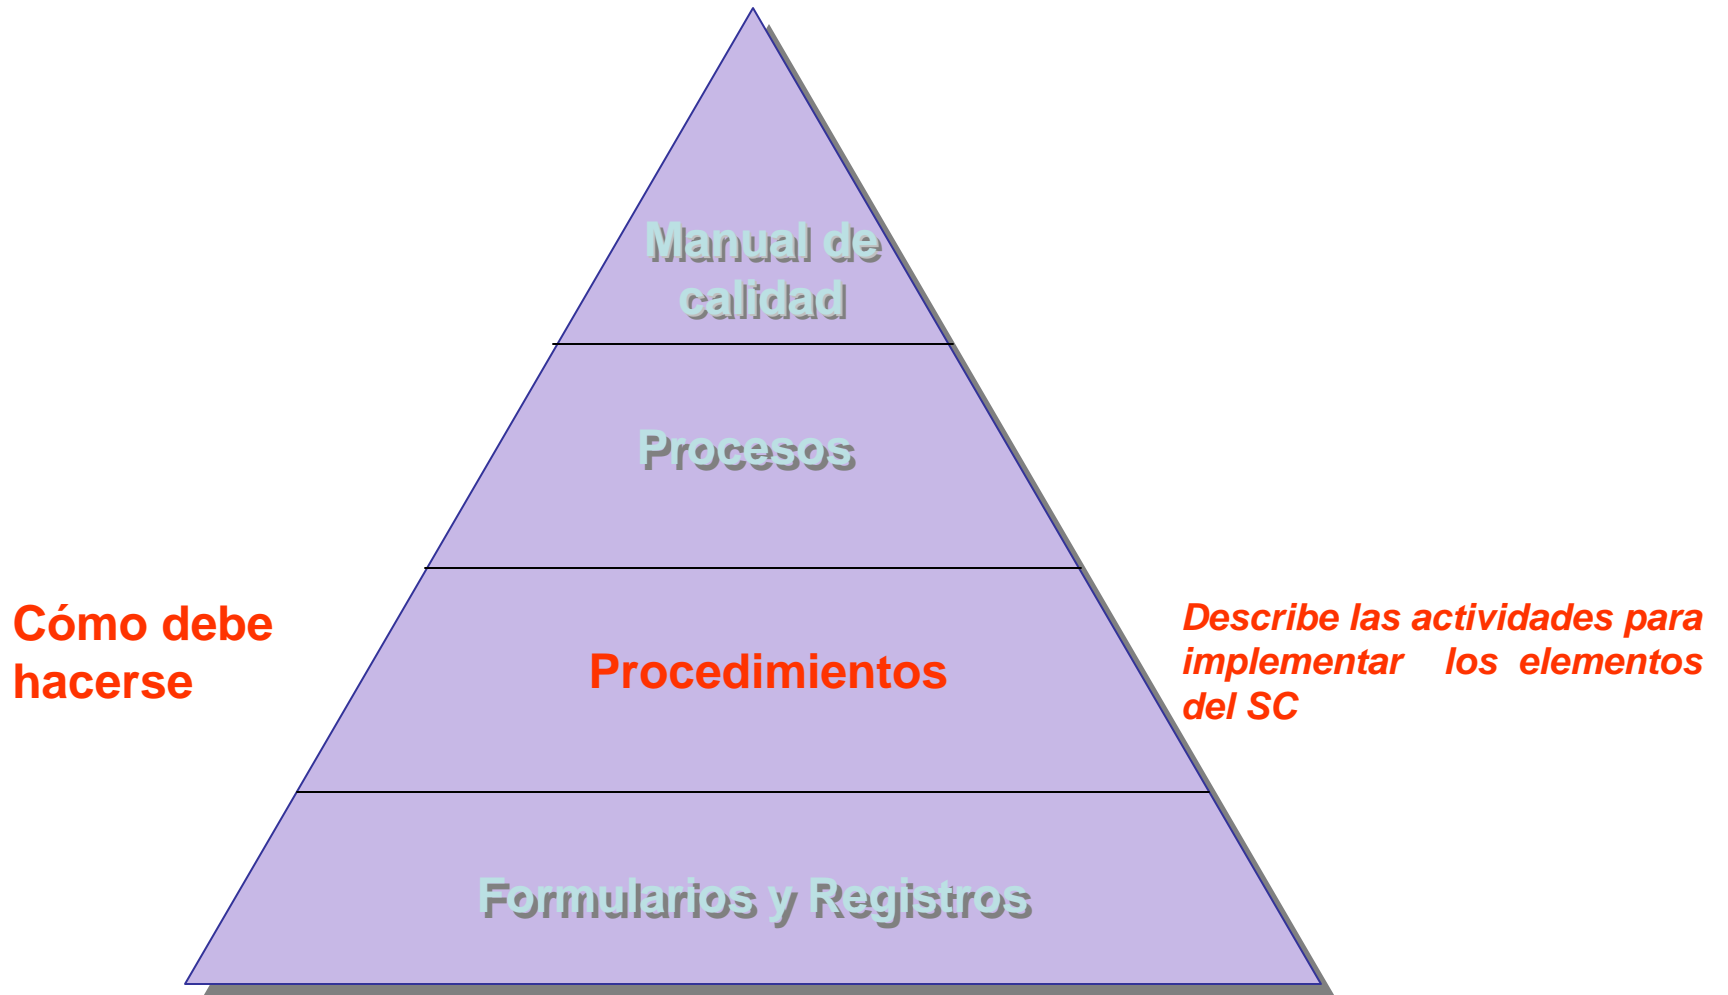 Manual de
calidad
Procesos
Cómo debe
hacerse
Procedimientos
Describe las actividades para
implementar los elementos
del SC
Formularios y Registros